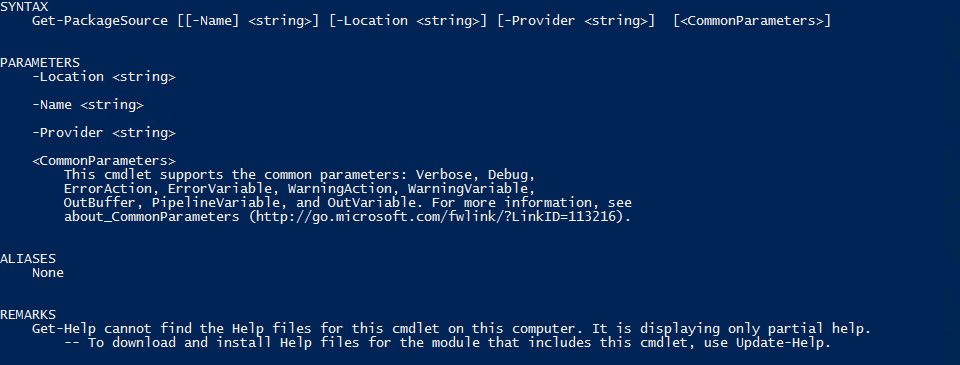 SYNTAX
Get-PackageSource [[-Name] <string>] [-Location <string>] [-Provider <string>]  [<CommonParameters>]
PARAMETERS
-Location <string>
-Name <string>
-Provider <string>
<CommonParameters>
This cmdlet supports the common parameters: Verbose, Debug,
ErrorAction, ErrorVariable, WarningAction, WarningVariable,
OutBuffer, PipelineVariable, and OutVariable. For more information, see
about_CommonParameters (http://go.microsoft.com/fwlink/?LinkID=113216).
ALIASES
None
REMARKS
Get-Help cannot find the Help files for this cmdlet on this computer. It is displaying only partial help.
-- To download and install Help files for the module that includes this cmdlet, use Update-Help.